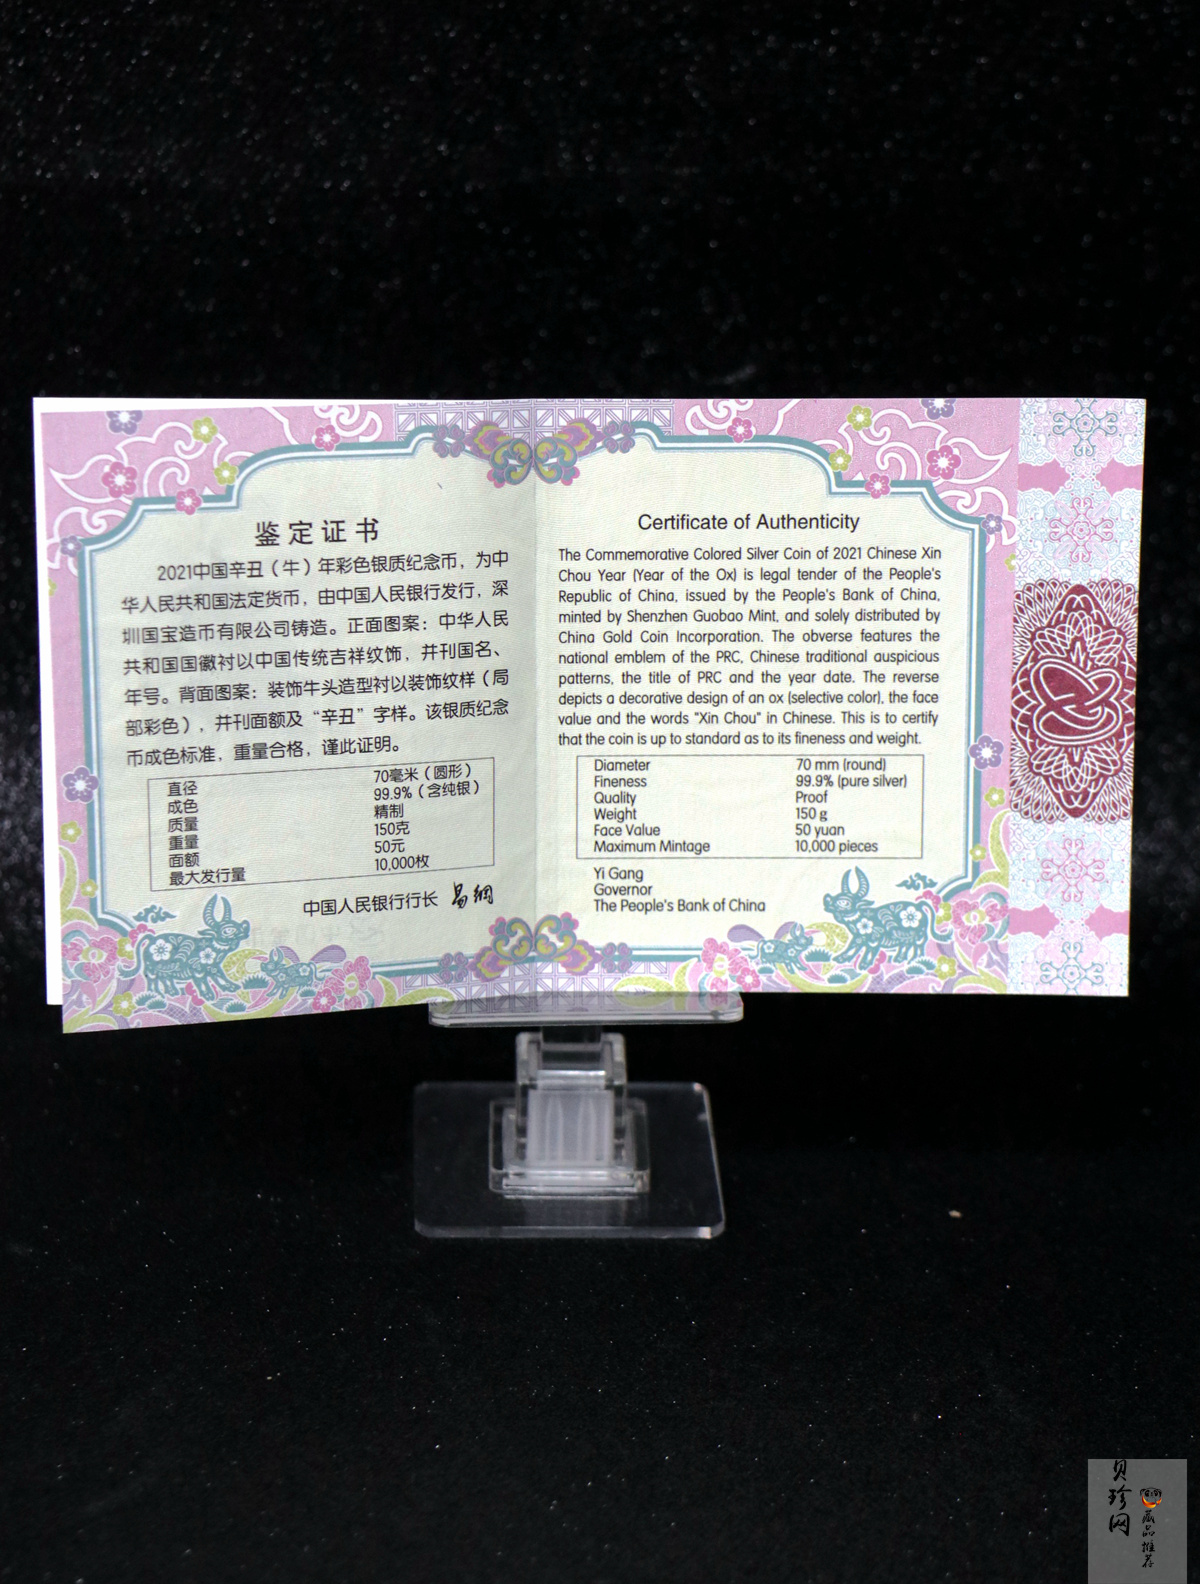 鉴定证书
2021中国辛丑（牛）年彩色银质纪念币，为中
华人民共和国法定货币，由中国人民银行发行，深
圳国宝造币有限公司铸造。正面图案：中华人民
共和国国徽衬以中国传统吉祥纹饰，并刊国名、
年号。背面图案：装饰牛头造型衬以装饰纹样（局
部彩色），并刊面额及“辛丑”字样。该银质纪念
币成色标准，重量合格，谨此证明。
直径 70毫米（圆形）
成色 99.9%（含纯银）
质量 精制
重量 150克
面额 50元
最大发行量 10,000枚
中国人民银行行长 易纲
Certificate of Authenticity
The Commemorative Colored Silver Coin of 2021 Chinese Xin
Chou Year (Year of the Ox) is legal tender of the People's
Republic of China, issued by the People's Bank of China,
minted by Shenzhen Guobao Mint, and solely distributed by
China Gold Coin Incorporation. The obverse features the
national emblem of the PRC, Chinese traditional auspicious
patterns, the title of PRC and the year date. The reverse
depicts a decorative design of an ox (selective color), the face
value and the words "Xin Chou" in Chinese. This is to certify
that the coin is up to standard as to its fineness and weight.
Diameter 70 mm (round)
Fineness 99.9% (pure silver)
Quality Proof
Weight 150 g
Face Value 50 yuan
Maximum Mintage 10,000 pieces
Yi Gang
Governor
The People's Bank of China
贝珍网
藏品推荐